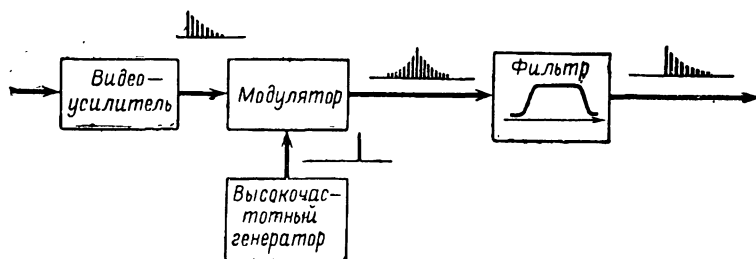 Видео-
усилитель
Модулятор
Фильтр
Высокочас-
тотный
генератор